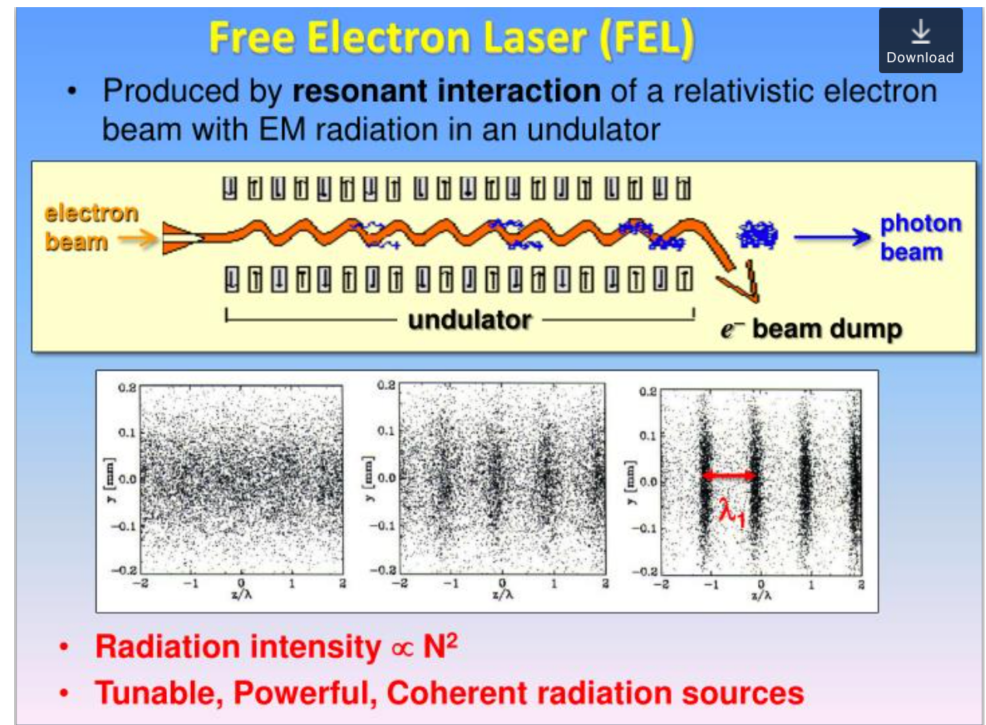 Free Electron Laser (FEL)
Download
• Produced by resonant interaction of a relativistic electron
beam with EM radiation in an undulator
electron
beam
photon
beam
undulator
e⁻ beam dump
0.2
0.1
0.0
−0.1
−0.2
y [mm]
−2
−1
0
1
2
z/λ
0.2
0.1
0.0
−0.1
−0.2
y [mm]
−2
−1
0
1
2
z/λ
0.2
0.1
0.0
−0.1
−0.2
y [mm]
λ₁
−2
−1
0
1
2
z/λ
• Radiation intensity ∝ N²
• Tunable, Powerful, Coherent radiation sources